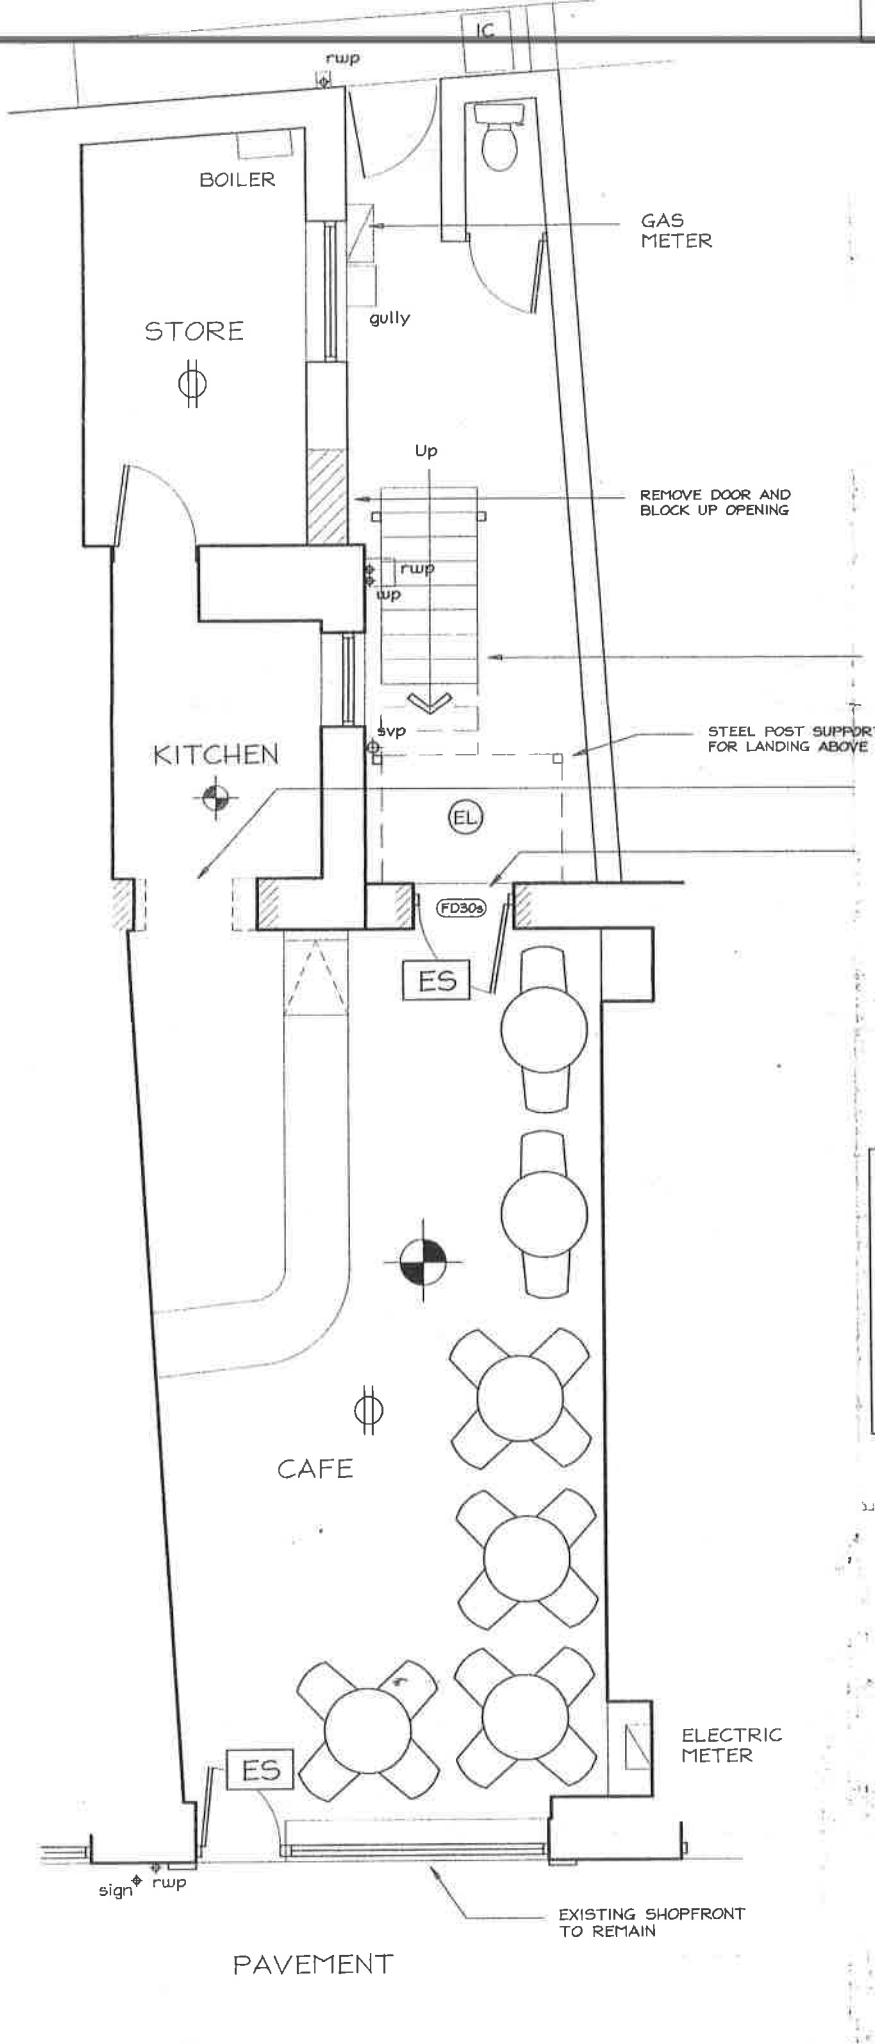 IC
rwp
BOILER
GAS
METER
STORE
gully
Up
REMOVE DOOR AND
BLOCK UP OPENING
rwp
wp
svp
STEEL POST SUPPORT
FOR LANDING ABOVE
KITCHEN
EL
FD30s
ES
CAFE
ELECTRIC
METER
ES
sign
rwp
EXISTING SHOPFRONT
TO REMAIN
PAVEMENT